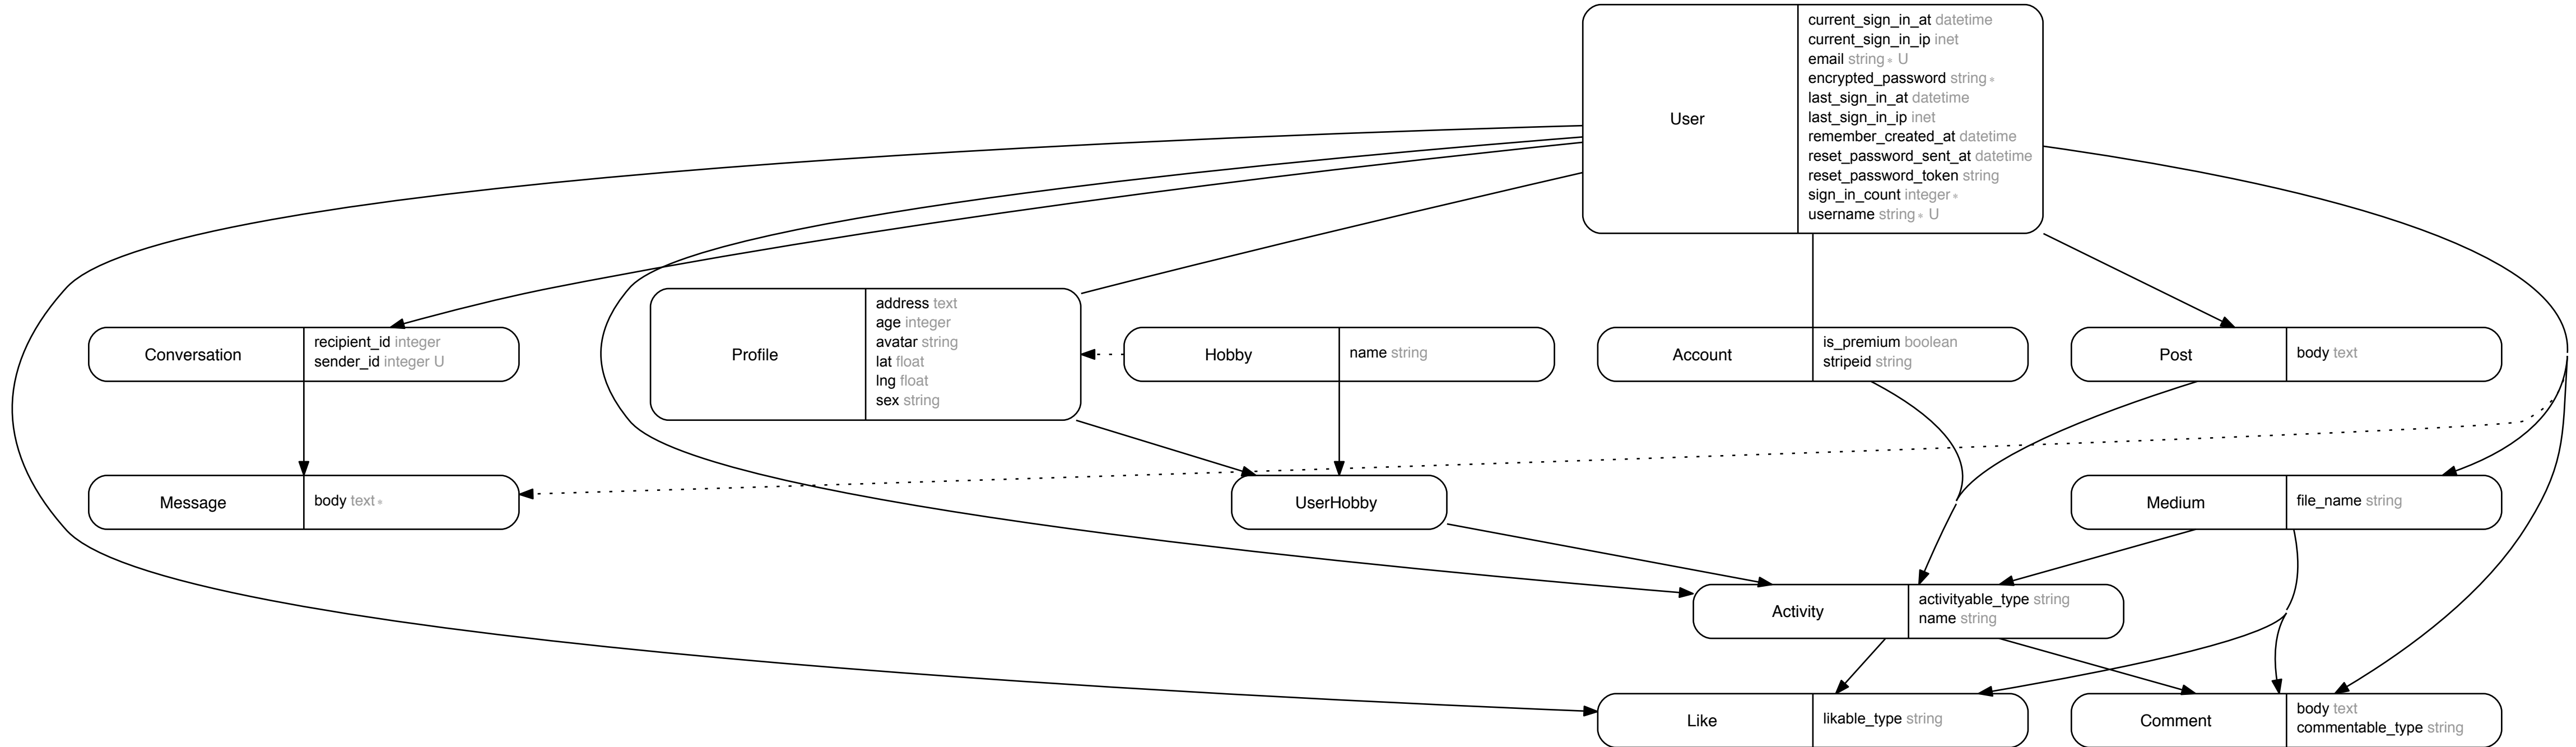 User
current_sign_in_at datetime
current_sign_in_ip inet
email string* U
encrypted_password string*
last_sign_in_at datetime
last_sign_in_ip inet
remember_created_at datetime
reset_password_sent_at datetime
reset_password_token string
sign_in_count integer*
username string* U
Conversation
recipient_id integer
sender_id integer U
Profile
address text
age integer
avatar string
lat float
lng float
sex string
Hobby
name string
Account
is_premium boolean
stripeid string
Post
body text
Message
body text*
UserHobby
Medium
file_name string
Activity
activityable_type string
name string
Like
likable_type string
Comment
body text
commentable_type string